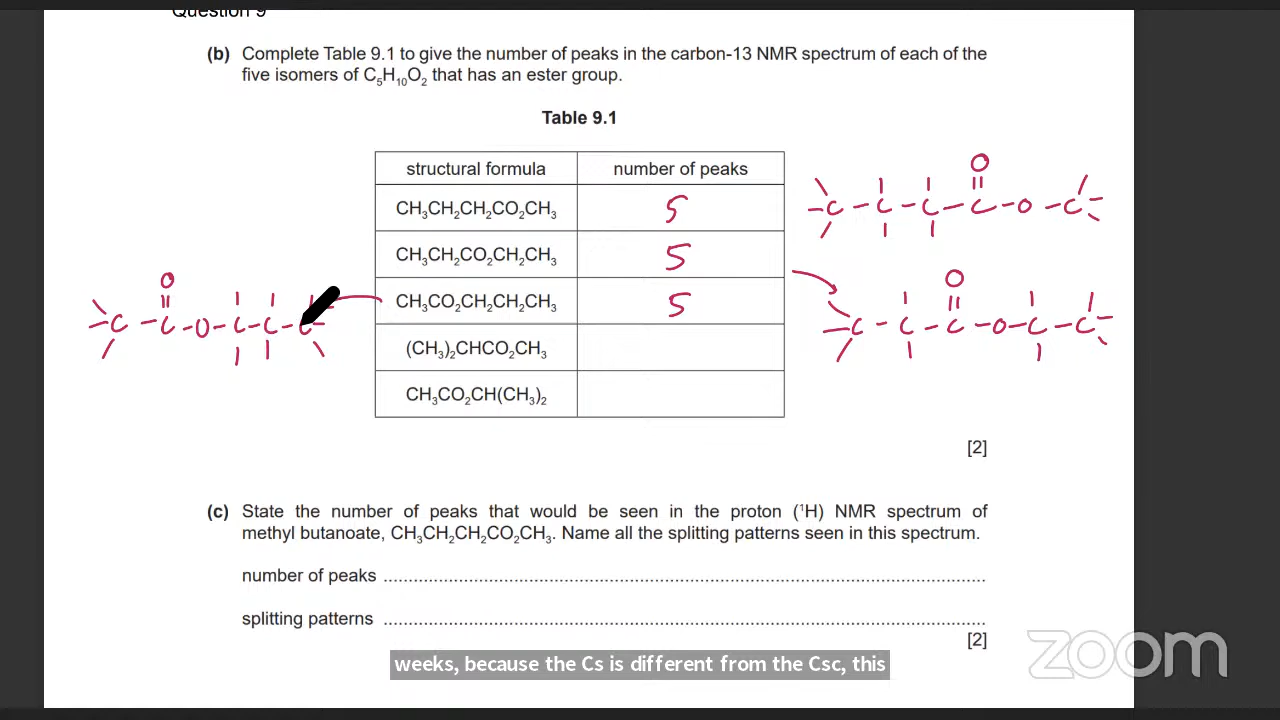 Question 9
(b) Complete Table 9.1 to give the number of peaks in the carbon-13 NMR spectrum of each of the
five isomers of C₅H₁₀O₂ that has an ester group.
Table 9.1
structural formula number of peaks
CH₃CH₂CH₂CO₂CH₃ 5
CH₃CH₂CO₂CH₂CH₃ 5
CH₃CO₂CH₂CH₂CH₃ 5
(CH₃)₂CHCO₂CH₃
CH₃CO₂CH(CH₃)₂
O
C - C - C - C - O - C
O
C - C - C - O - C - C
O
C - C - O - C - C - C
[2]
(c) State the number of peaks that would be seen in the proton (¹H) NMR spectrum of
methyl butanoate, CH₃CH₂CH₂CO₂CH₃. Name all the splitting patterns seen in this spectrum.
number of peaks ................................................................
splitting patterns ................................................................
[2]
zoom
weeks, because the Cs is different from the Csc, this